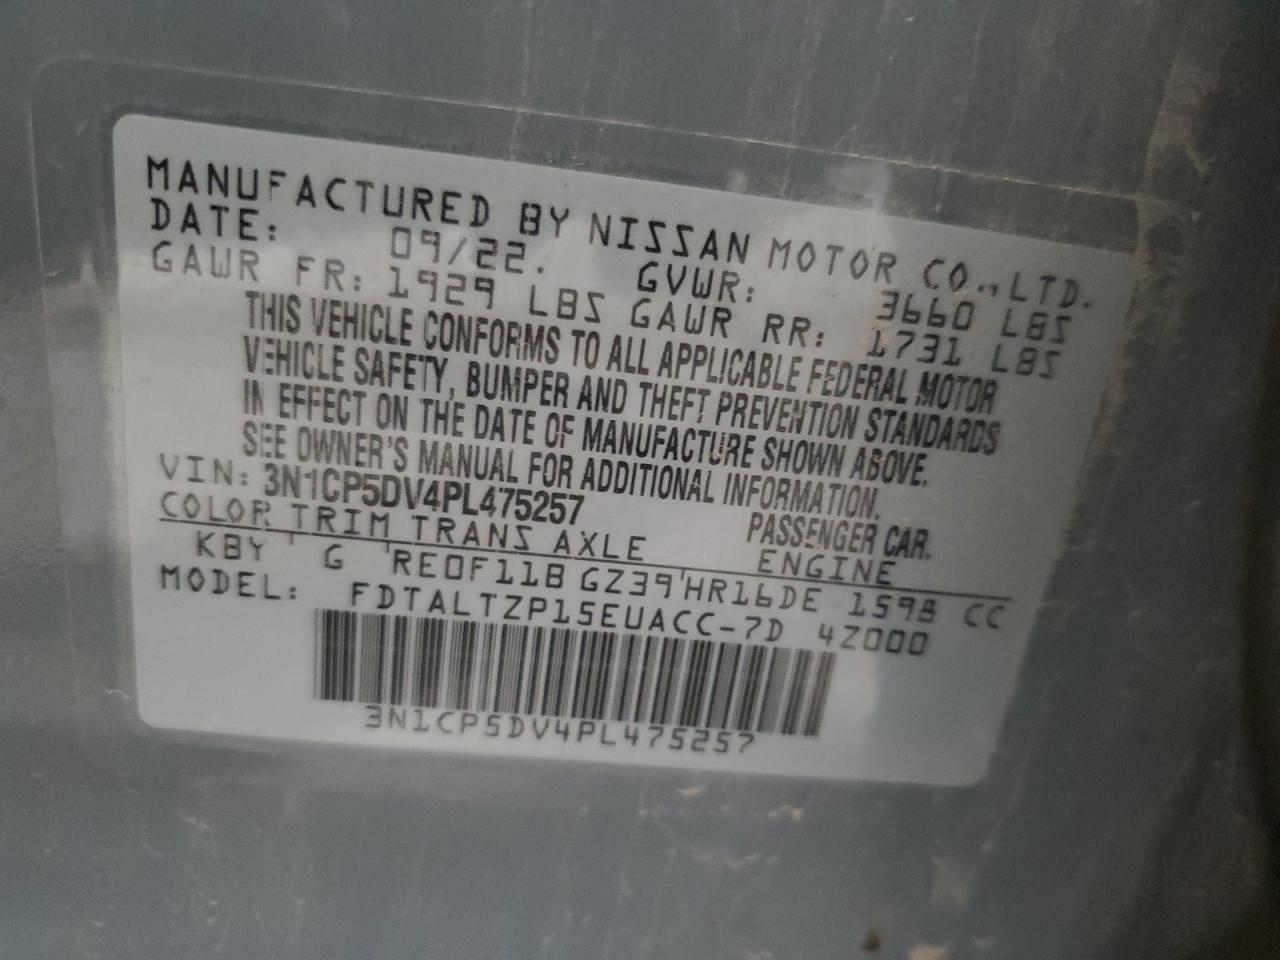 MANUFACTURED BY NISSAN MOTOR CO.,LTD.
DATE: 09/22. GVWR: 3660 LBS
GAWR FR: 1929 LBS GAWR RR: 1731 LBS
THIS VEHICLE CONFORMS TO ALL APPLICABLE FEDERAL MOTOR
VEHICLE SAFETY, BUMPER AND THEFT PREVENTION STANDARDS
IN EFFECT ON THE DATE OF MANUFACTURE SHOWN ABOVE.
SEE OWNER'S MANUAL FOR ADDITIONAL INFORMATION.
VIN: 3N1CP5DV4PL475257 PASSENGER CAR.
COLOR TRIM TRANS AXLE ENGINE
KBY ' G 'RE0F11B GZ39'HR16DE 1598 CC
MODEL: FDTALTZP15EUACC-7D 4Z000
3N1CP5DV4PL475257